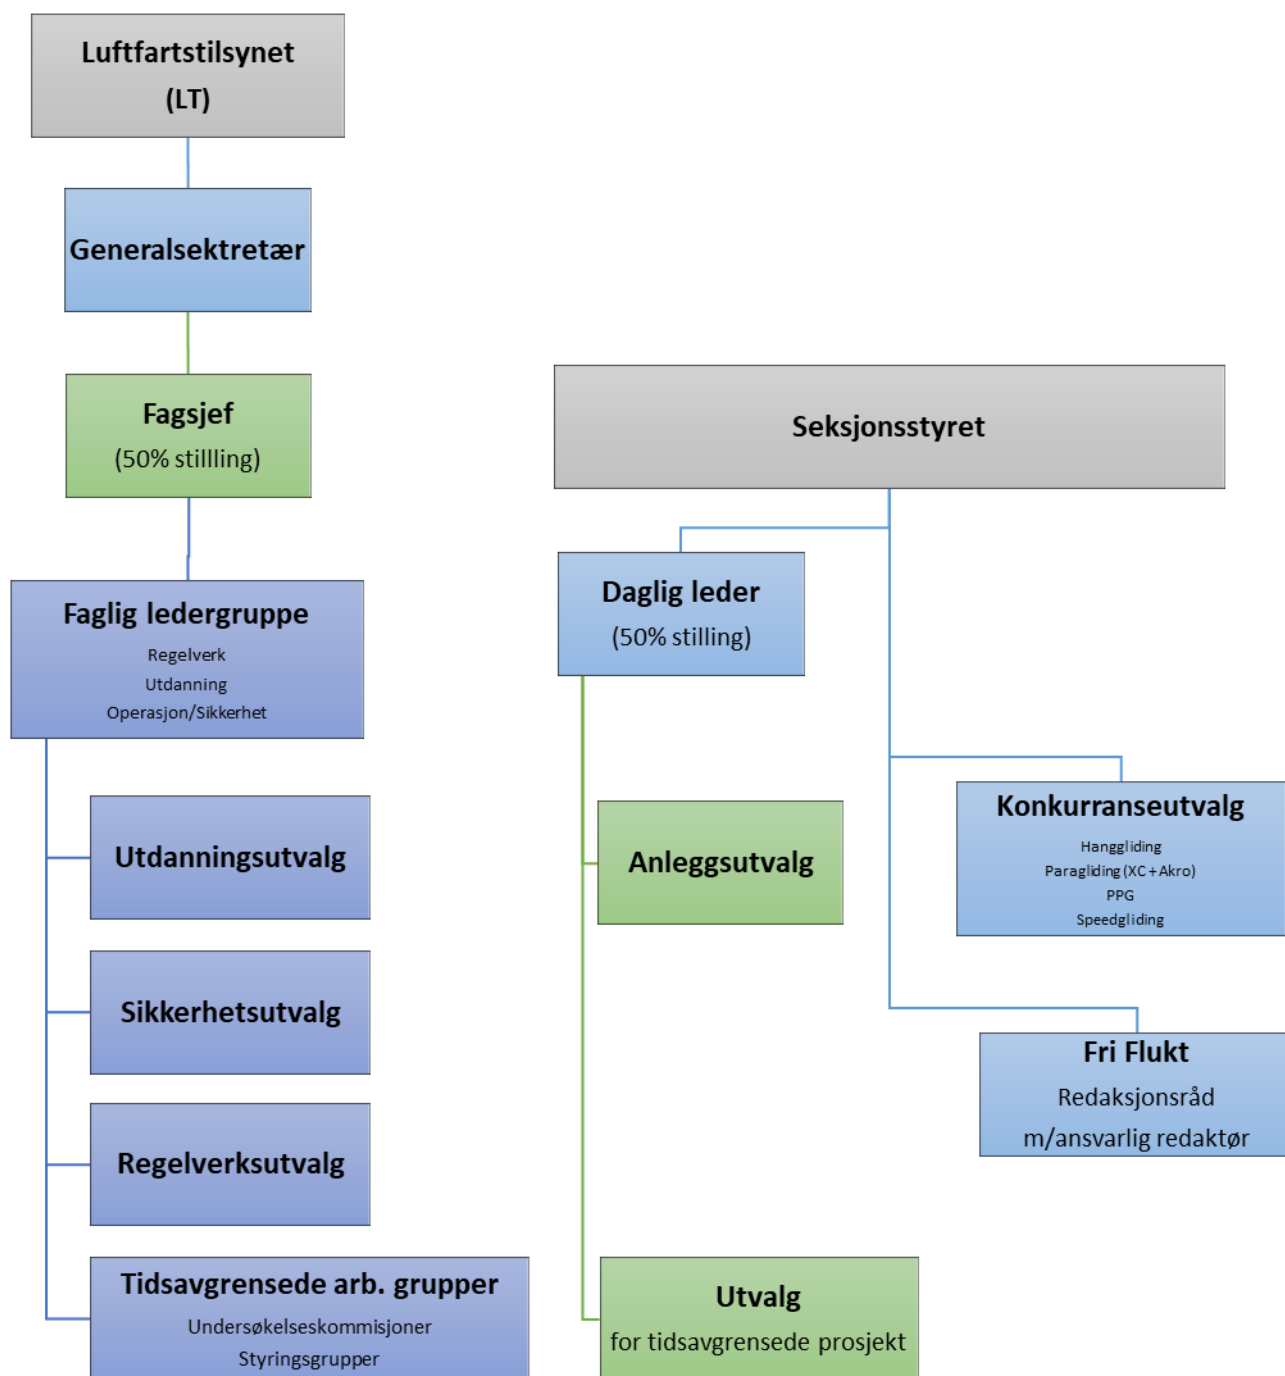 Luftfartstilsynet
(LT)
Generalsektretær
Fagsjef
(50% stillling)
Faglig ledergruppe
Regelverk
Utdanning
Operasjon/Sikkerhet
Utdanningsutvalg
Sikkerhetsutvalg
Regelverksutvalg
Tidsavgrensede arb. grupper
Undersøkelseskommisjoner
Styringsgrupper
Seksjonsstyret
Daglig leder
(50% stilling)
Anleggsutvalg
Utvalg
for tidsavgrensede prosjekt
Konkurranseutvalg
Hanggliding
Paragliding (XC + Akro)
PPG
Speedgliding
Fri Flukt
Redaksjonsråd
m/ansvarlig redaktør